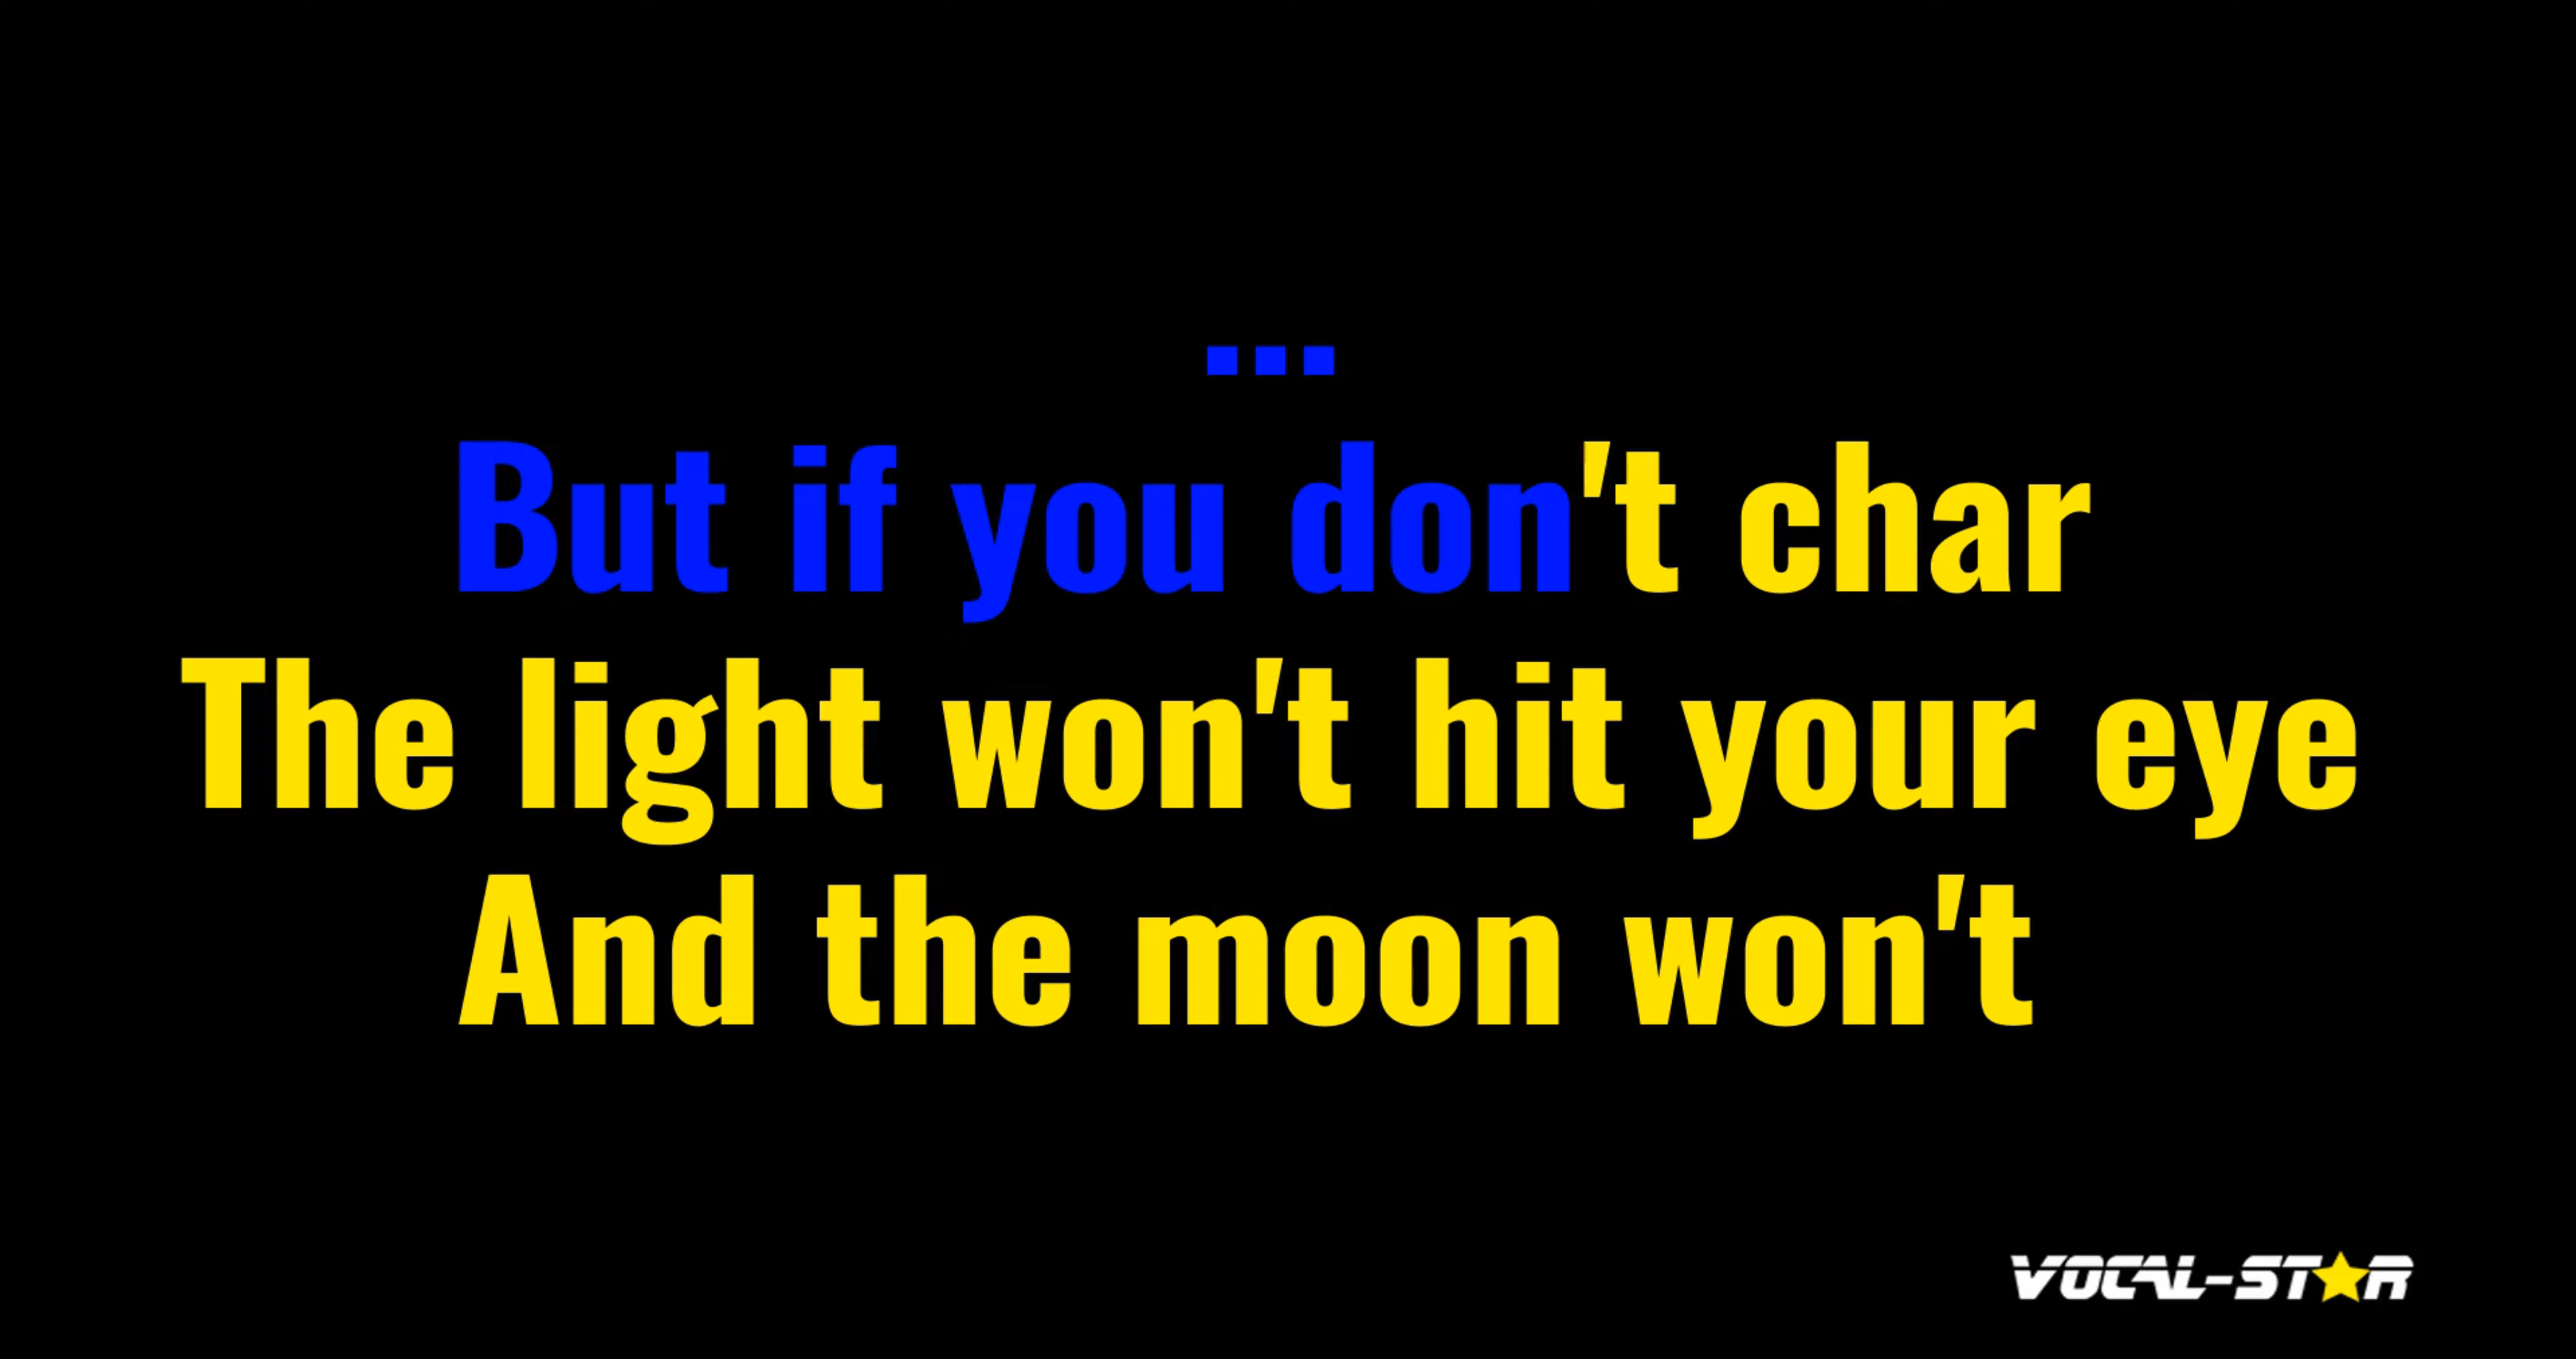 ...
But if you don't char
The light won't hit your eye
And the moon won't
VOCAL-STAR